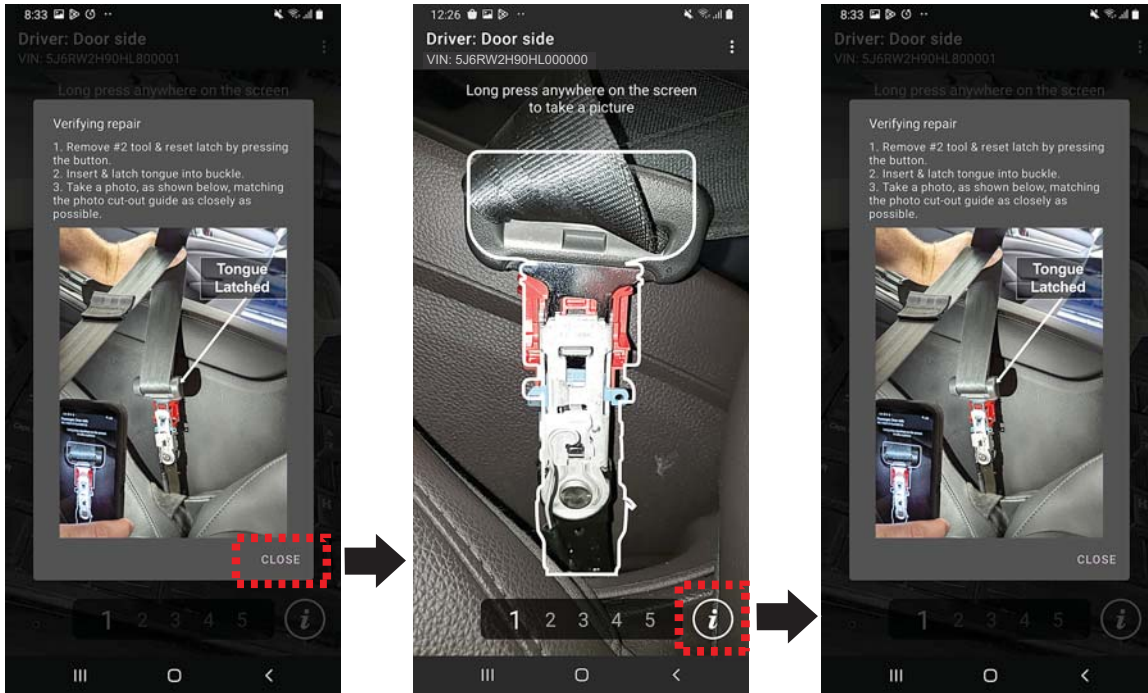 8:33
Driver: Door side
VIN: 5J6RW2H90HL800001
Long press anywhere on the screen
Verifying repair
1. Remove #2 tool & reset latch by pressing
the button.
2. Insert & latch tongue into buckle.
3. Take a photo, as shown below, matching
the photo cut-out guide as closely as
possible.
Tongue
Latched
CLOSE
1 2 3 4 5 i
12:26
Driver: Door side
VIN: 5J6RW2H90HL000000
Long press anywhere on the screen
to take a picture
1 2 3 4 5 i
8:33
Driver: Door side
VIN: 5J6RW2H90HL800001
Long press anywhere on the screen
Verifying repair
1. Remove #2 tool & reset latch by pressing
the button.
2. Insert & latch tongue into buckle.
3. Take a photo, as shown below, matching
the photo cut-out guide as closely as
possible.
Tongue
Latched
CLOSE
1 2 3 4 5 i